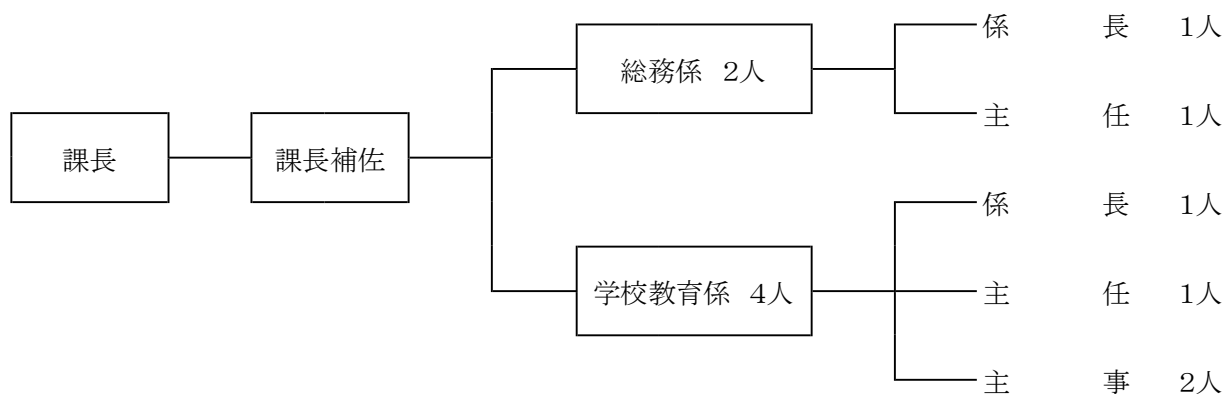 課長
課長補佐
総務係 2人
係長 1人
主任 1人
学校教育係 4人
係長 1人
主任 1人
主事 2人